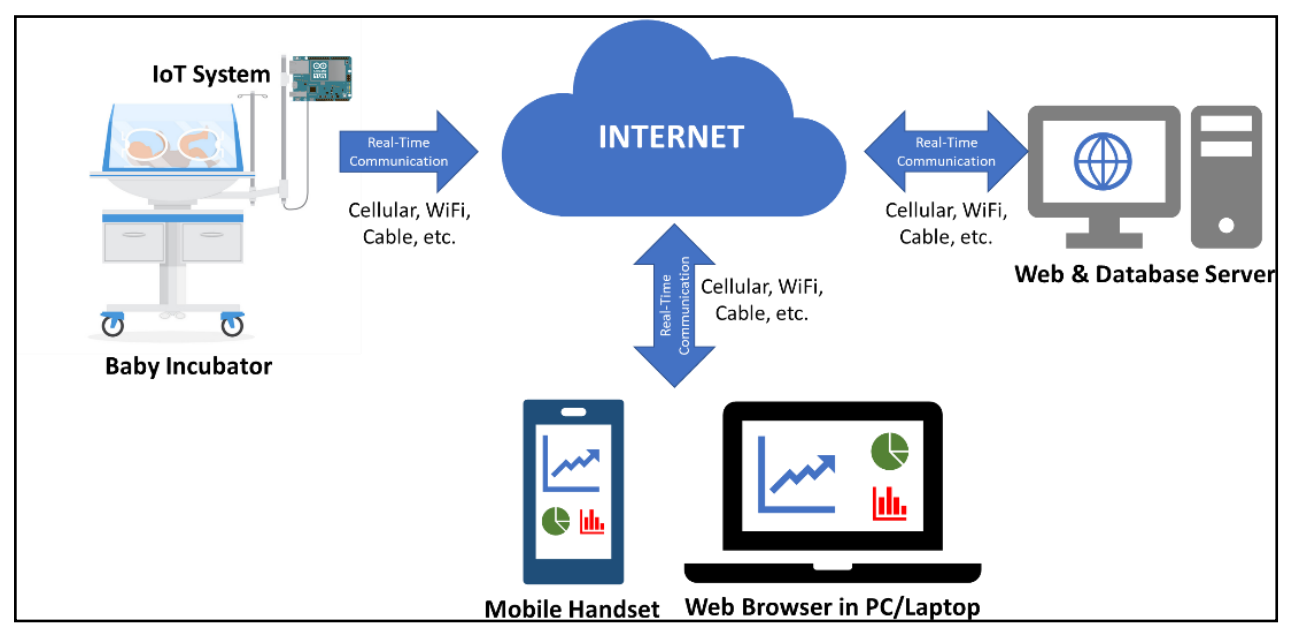 IoT System
INTERNET
Real-Time
Communication
Cellular, WiFi,
Cable, etc.
Real-Time
Communication
Cellular, WiFi,
Cable, etc.
Web & Database Server
Baby Incubator
Real-Time
Communication
Cellular, WiFi,
Cable, etc.
Mobile Handset
Web Browser in PC/Laptop